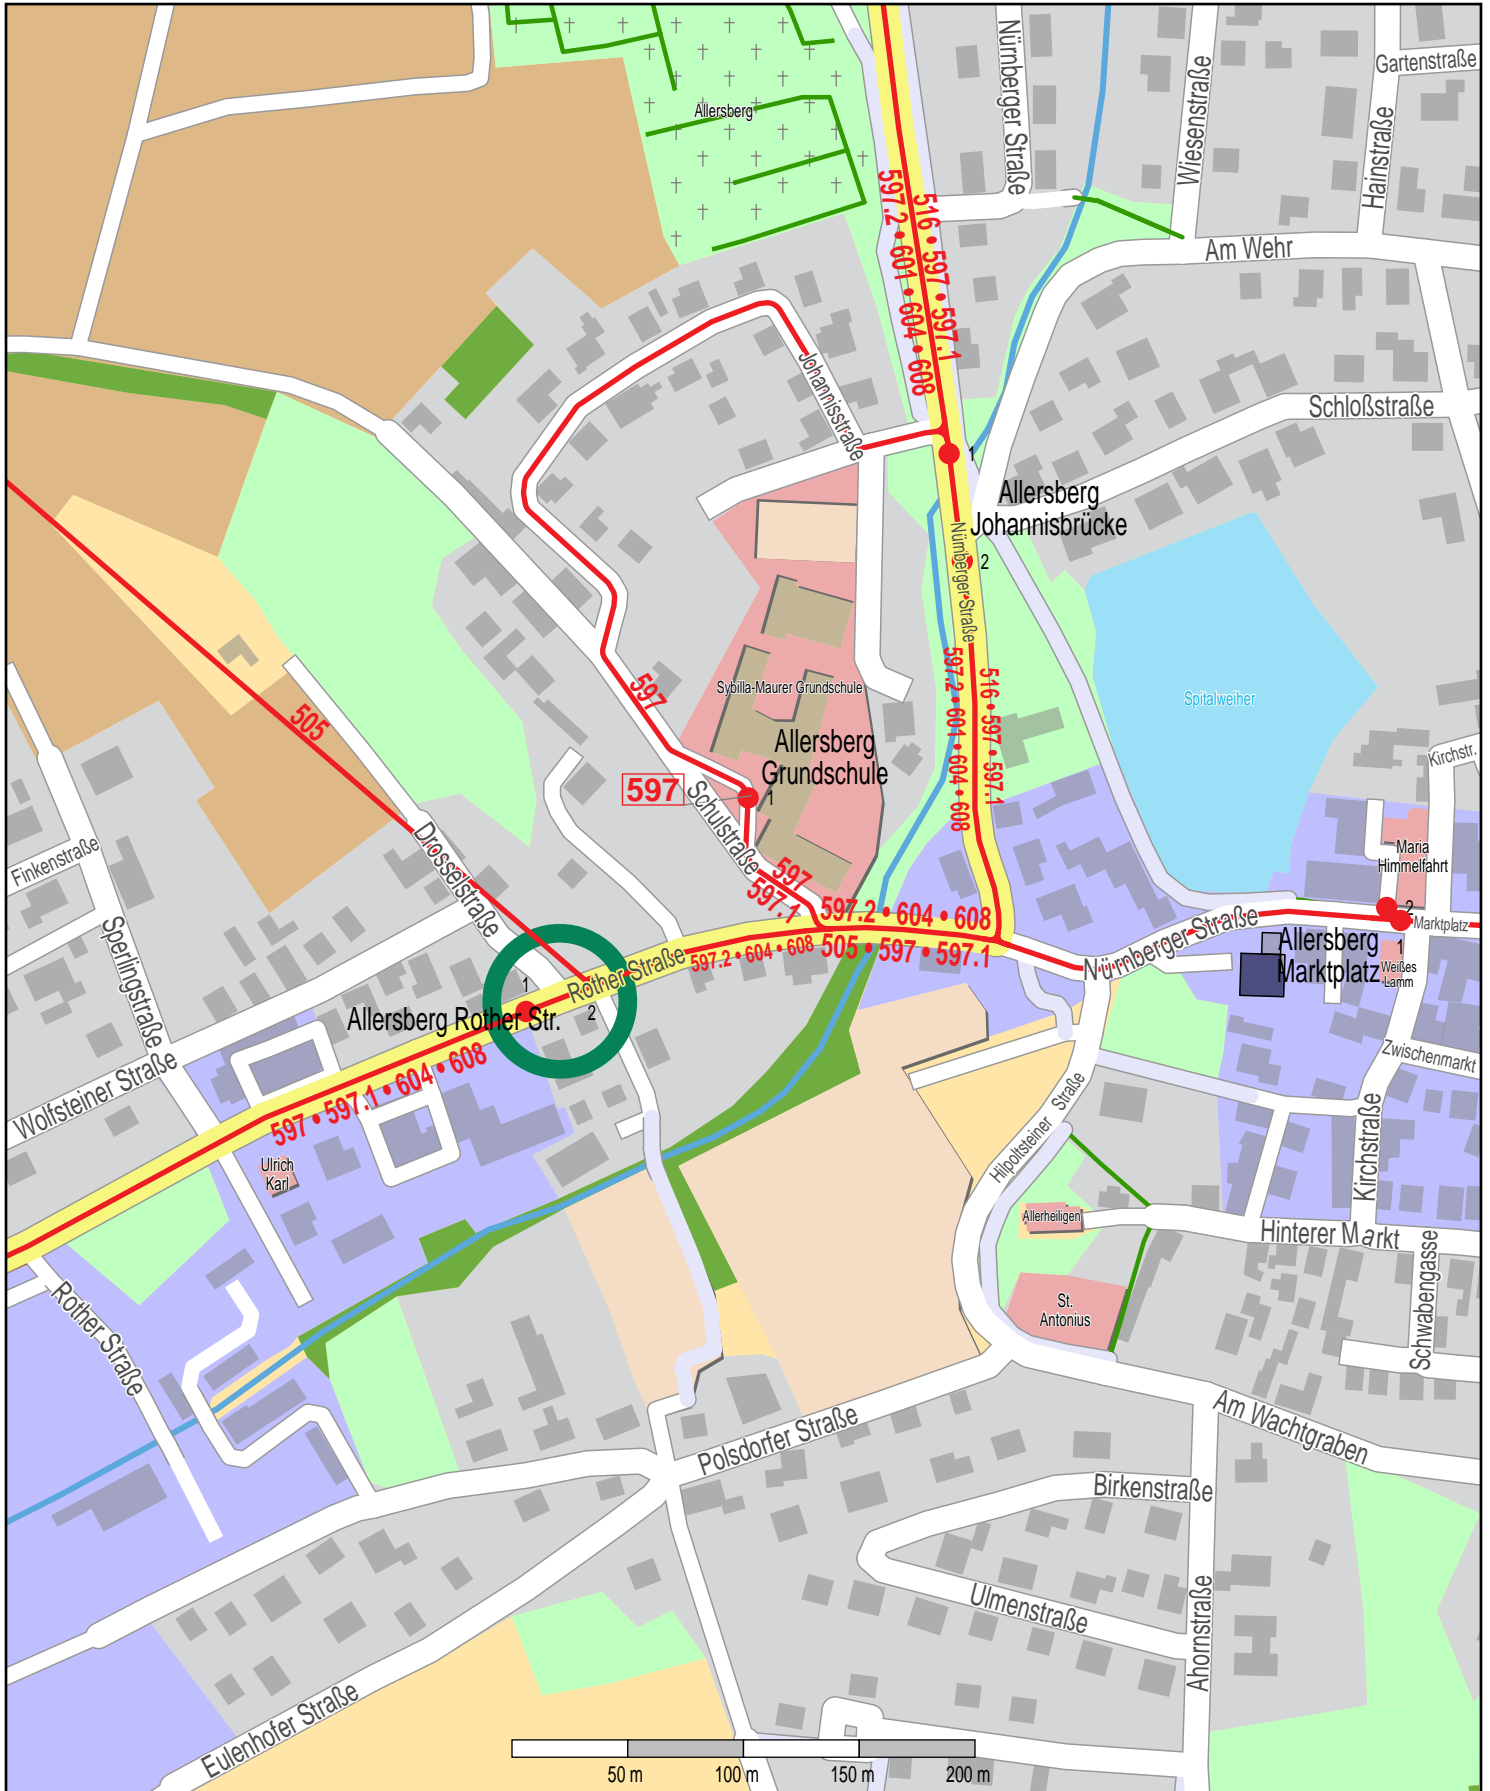 Nürnberger Straße
Wiesenstraße
Gartenstraße
Hainstraße
Allersberg
Am Wehr
516 • 597 • 597.1
597.2 • 601 • 604 • 608
Johannisstraße
Schloßstraße
1
Allersberg
Johannisbrücke
2
Nürnberger Straße
516 • 597 • 597.1
597.2 • 601 • 604 • 608
Spitalweiher
505
597
Sybilla-Maurer Grundschule
Allersberg
Grundschule
597
1
Schulstraße
Kirchstr.
Finkenstraße
Drosselstraße
Maria
Himmelfahrt
597
597.1
597.2 • 604 • 608
505 • 597 • 597.1
597.2 • 604 • 608
Nürnberger Straße
2
Marktplatz
1
Allersberg
Marktplatz
Weißes
Lamm
Sperlingstraße
Rother Straße
1
2
Allersberg Rother Str.
Wolfsteiner Straße
597 • 597.1 • 604 • 608
Zwischenmarkt
Hilpoltsteiner Straße
Kirchstraße
Ulrich
Karl
Allerheiligen
Hinterer Markt
Schwabengasse
St.
Antonius
Rother Straße
Am Wachtgraben
Polsdorfer Straße
Birkenstraße
Ulmenstraße
Ahornstraße
Eulenhofer Straße
50 m
100 m
150 m
200 m